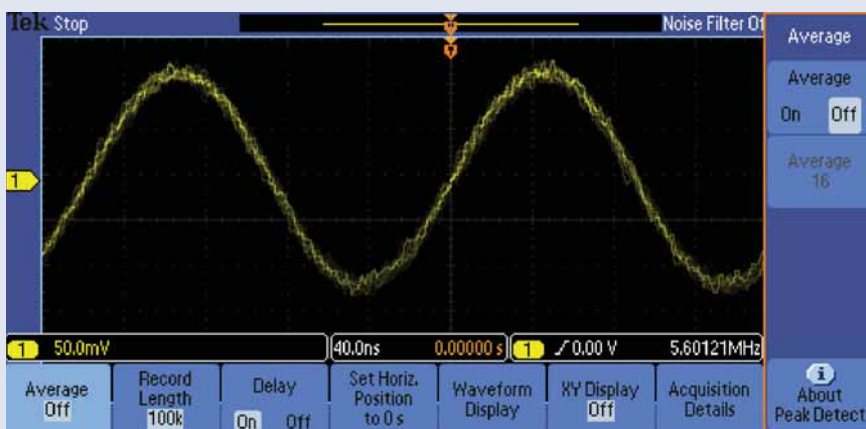 Tek Stop
Noise Filter Of
Average
Average
On Off
Average
16
1
1 50.0mV
40.0ns 0.00000 s
1 0.00 V 5.60121MHz
Average
Off
Record
Length
100k
Delay
On Off
Set Horiz.
Position
to 0 s
Waveform
Display
XY Display
Off
Acquisition
Details
i
About
Peak Detect